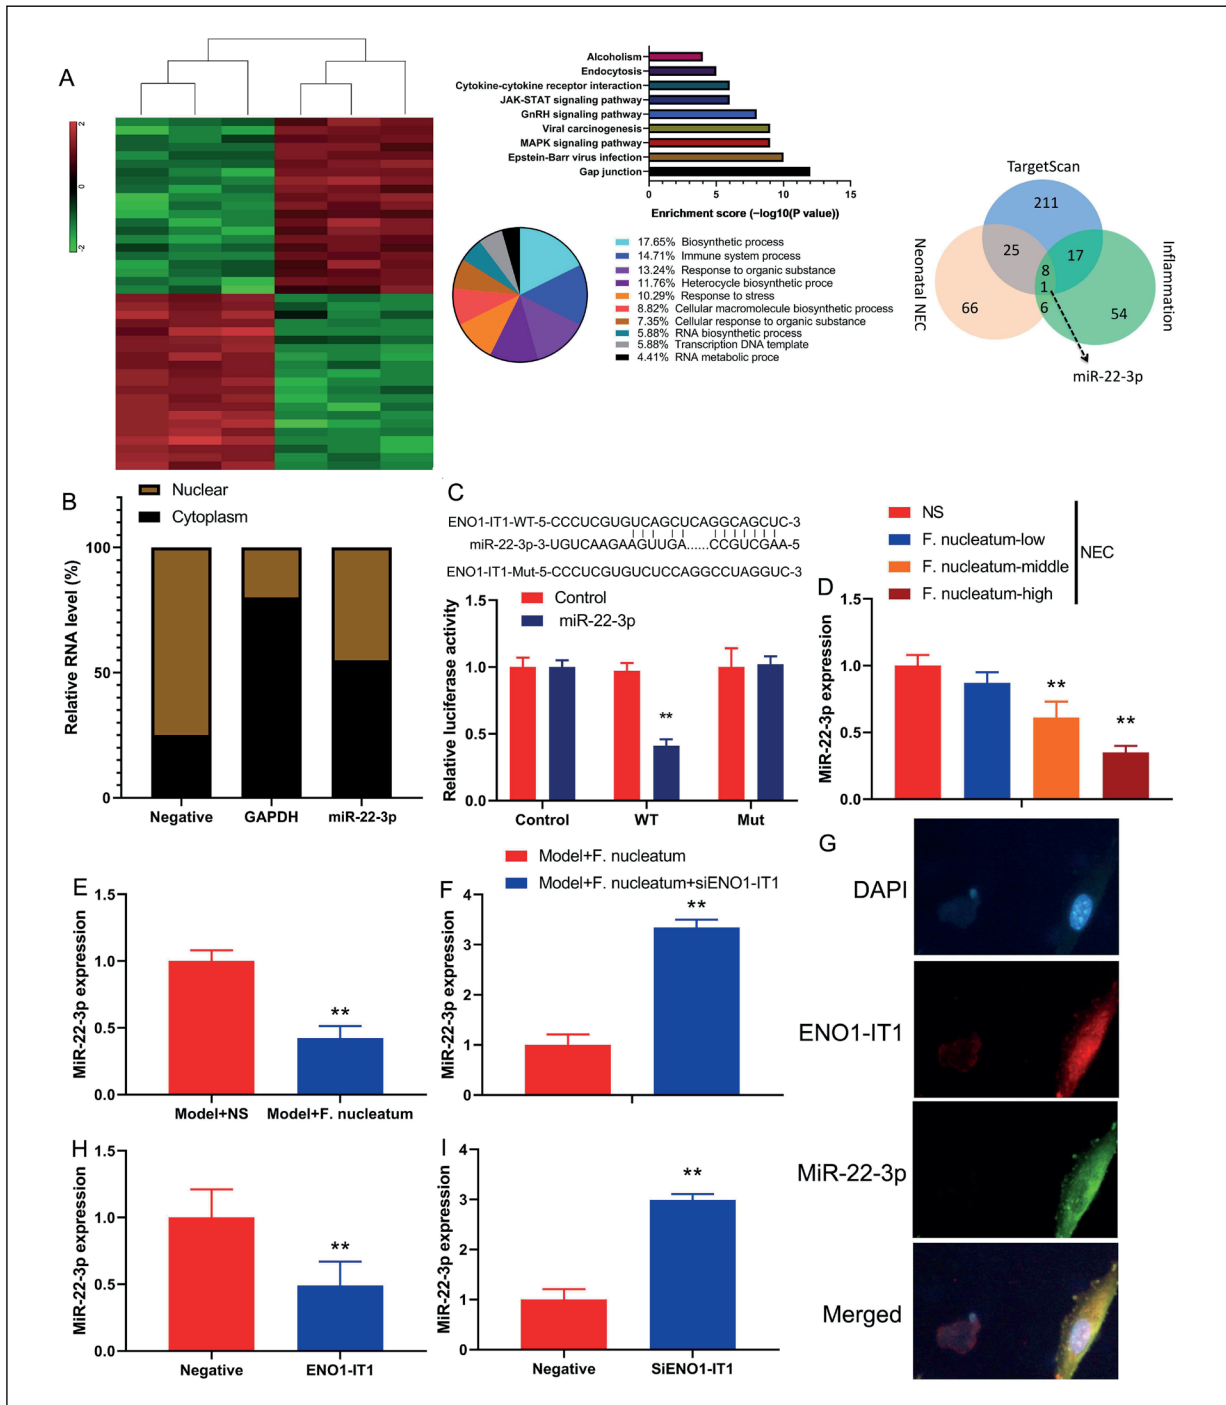 A
2
0
-2
Alcoholism
Endocytosis
Cytokine-cytokine receptor interaction
JAK-STAT signaling pathway
GnRH signaling pathway
Viral carcinogenesis
MAPK signaling pathway
Epstein-Barr virus infection
Gap junction
0 5 10 15
Enrichment score (−log10(P value))
17.65% Biosynthetic process
14.71% Immune system process
13.24% Response to organic substance
11.76% Heterocycle biosynthetic proce
10.29% Response to stress
8.82% Cellular macromolecule biosynthetic process
7.35% Cellular response to organic substance
5.88% RNA biosynthetic process
5.88% Transcription DNA template
4.41% RNA metabolic proce
TargetScan
Neonatal NEC
Inflammation
211
25
17
8
1
6
66
54
miR-22-3p
B
Nuclear
Cytoplasm
Relative RNA level (%)
100
50
0
Negative GAPDH miR-22-3p
C
ENO1-IT1-WT-5-CCCUCGUGUCAGCUCAGGCAGCUC-3
miR-22-3p-3-UGUCAAGAAGUUGA......CCGUCGAA-5
ENO1-IT1-Mut-5-CCCUCGUGUCUCCAGGCCUAGGUC-3
Control
miR-22-3p
Relative luciferase activity
1.5
1.0
0.5
0.0
**
Control WT Mut
D
NS
F. nucleatum-low
F. nucleatum-middle
F. nucleatum-high
NEC
MiR-22-3p expression
1.5
1.0
0.5
0.0
**
**
E
MiR-22-3p expression
1.5
1.0
0.5
0.0
**
Model+NS Model+F. nucleatum
F
Model+F. nucleatum
Model+F. nucleatum+siENO1-IT1
MiR-22-3p expression
4
3
2
1
0
**
G
DAPI
ENO1-IT1
MiR-22-3p
Merged
H
MiR-22-3p expression
1.5
1.0
0.5
0.0
**
Negative ENO1-IT1
I
MiR-22-3p expression
4
3
2
1
0
**
Negative SiENO1-IT1